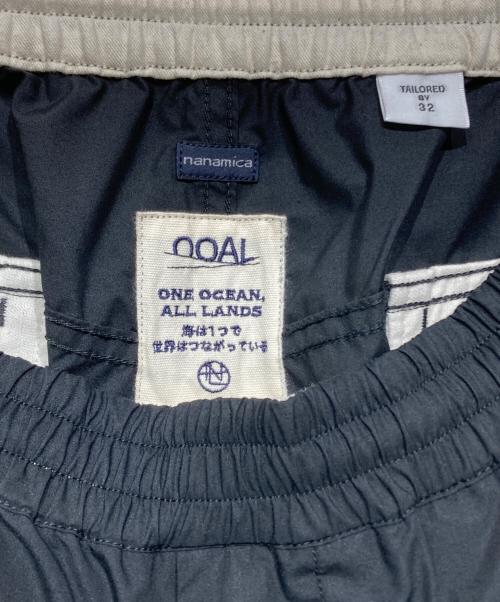 TAILORED
BY
32
nanamica
OOAL
ONE OCEAN,
ALL LANDS
海は1つで
世界はつながっている